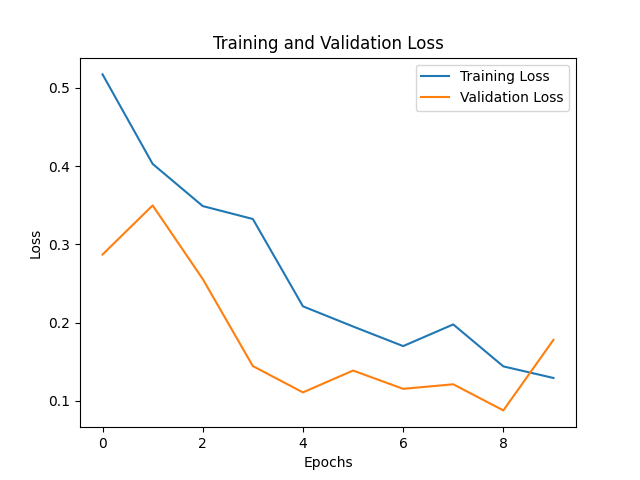 Training and Validation Loss
Training Loss
Validation Loss
Loss
0.5
0.4
0.3
0.2
0.1
0 2 4 6 8
Epochs